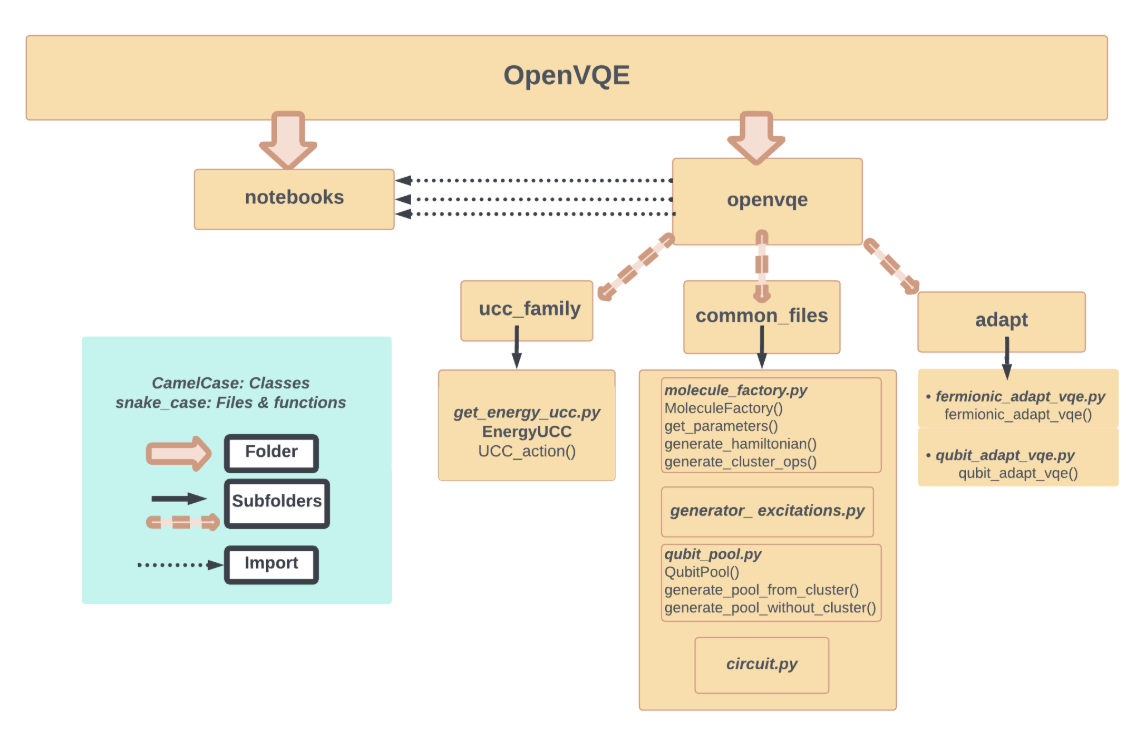 OpenVQE
notebooks
openvqe
ucc_family
common_files
adapt
get_energy_ucc.py
EnergyUCC
UCC_action()
molecule_factory.py
MoleculeFactory()
get_parameters()
generate_hamiltonian()
generate_cluster_ops()
generator_ excitations.py
qubit_pool.py
QubitPool()
generate_pool_from_cluster()
generate_pool_without_cluster()
circuit.py
• fermionic_adapt_vqe.py
fermionic_adapt_vqe()
• qubit_adapt_vqe.py
qubit_adapt_vqe()
CamelCase: Classes
snake_case: Files & functions
Folder
Subfolders
Import